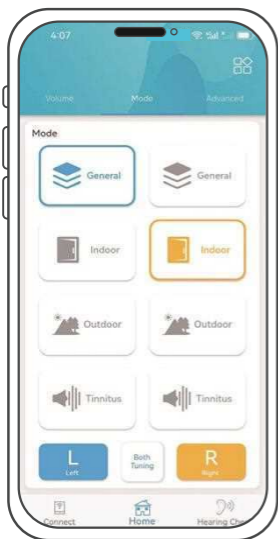 4:07
Volume Mode Advanced
Mode
General General
Indoor Indoor
Outdoor Outdoor
Tinnitus Tinnitus
L Both R
Left Tuning Right
Connect Home Hearing Che